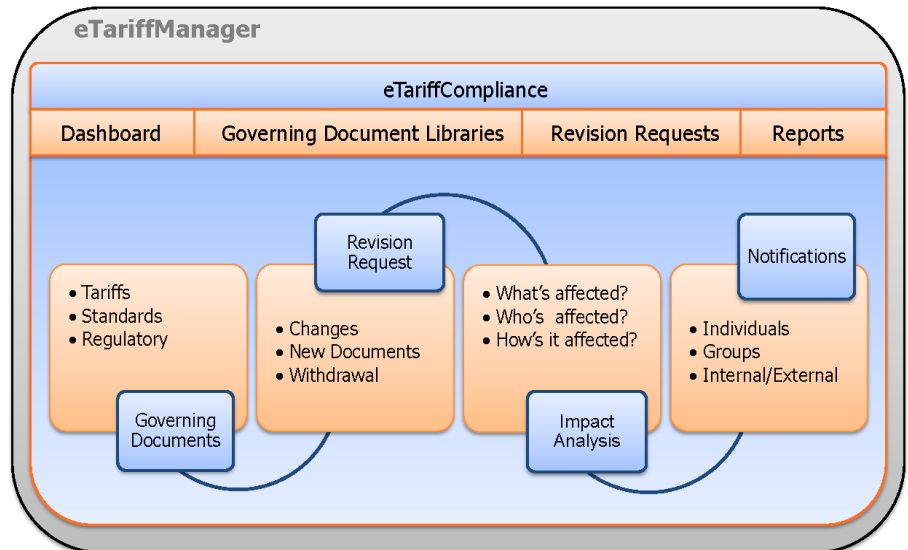 eTariffManager
eTariffCompliance
Dashboard
Governing Document Libraries
Revision Requests
Reports
• Tariffs
• Standards
• Regulatory
Governing
Documents
Revision
Request
• Changes
• New Documents
• Withdrawal
• What's affected?
• Who's  affected?
• How's it affected?
Impact
Analysis
Notifications
• Individuals
• Groups
• Internal/External